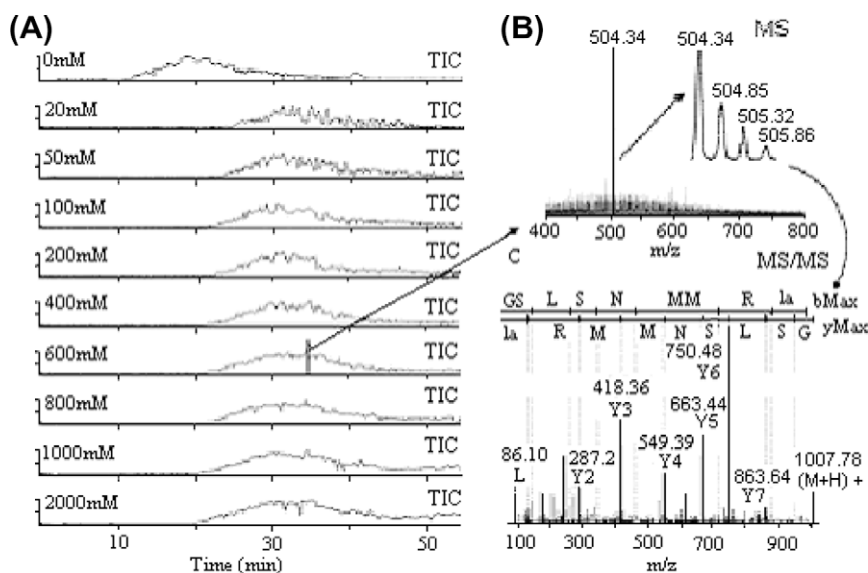 (A)
0mM TIC
20mM TIC
50mM TIC
100mM TIC
200mM TIC
400mM TIC
600mM TIC
800mM TIC
1000mM TIC
2000mM TIC
10 30 50
Time (min)
(B)
MS
504.34
504.34
504.85
505.32
505.86
400 500 600 700 800
m/z
C
MS/MS
GS L S N MM R la bMax
la R M M N S L S G yMax
750.48
Y6
418.36
Y3
663.44
Y5
549.39
Y4
86.10
L
287.2
Y2
863.64
Y7
1007.78
(M+H) +
100 300 500 700 900
m/z